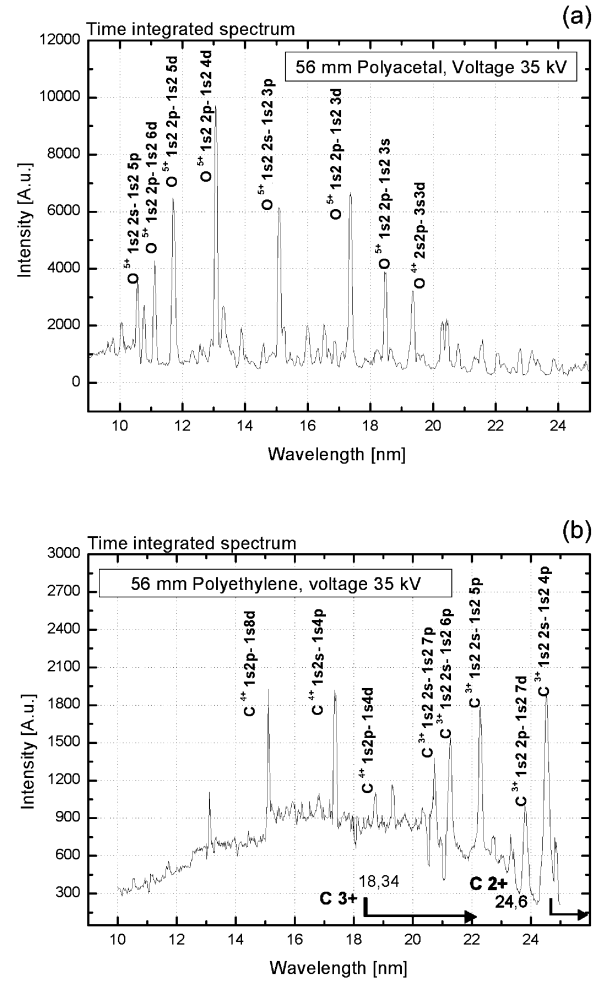 (a)
Time integrated spectrum
56 mm Polyacetal, Voltage 35 kV
Intensity [A.u.]
12000
10000
8000
6000
4000
2000
0
O 5+ 1s2 2s- 1s2 5p
O 5+ 1s2 2p- 1s2 6d
O 5+ 1s2 2p- 1s2 5d
O 5+ 1s2 2p- 1s2 4d
O 5+ 1s2 2s- 1s2 3p
O 5+ 1s2 2p- 1s2 3d
O 5+ 1s2 2p- 1s2 3s
O 4+ 2s2p- 3s3d
10 12 14 16 18 20 22 24
Wavelength [nm]
(b)
Time integrated spectrum
56 mm Polyethylene, voltage 35 kV
Intensity [A.u.]
3000
2700
2400
2100
1800
1500
1200
900
600
300
C 4+ 1s2p- 1s8d
C 4+ 1s2s- 1s4p
C 4+ 1s2p- 1s4d
C 3+ 1s2 2s- 1s2 7p
C 3+ 1s2 2s- 1s2 6p
C 3+ 1s2 2s- 1s2 5p
C 3+ 1s2 2p- 1s2 7d
C 3+ 1s2 2s- 1s2 4p
18,34
C 3+
C 2+
24,6
10 12 14 16 18 20 22 24
Wavelength [nm]